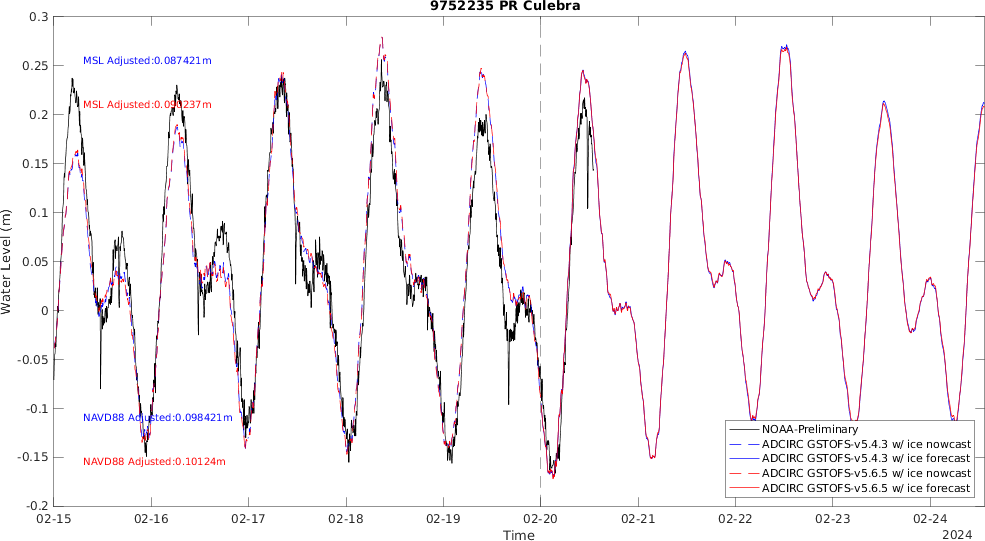 9752235 PR Culebra
0.3
0.25
0.2
0.15
0.1
0.05
0
-0.05
-0.1
-0.15
-0.2
Water Level (m)
MSL Adjusted:0.087421m
MSL Adjusted:0.090237m
NAVD88 Adjusted:0.098421m
NAVD88 Adjusted:0.10124m
NOAA-Preliminary
ADCIRC GSTOFS-v5.4.3 w/ ice nowcast
ADCIRC GSTOFS-v5.4.3 w/ ice forecast
ADCIRC GSTOFS-v5.6.5 w/ ice nowcast
ADCIRC GSTOFS-v5.6.5 w/ ice forecast
02-15 02-16 02-17 02-18 02-19 02-20 02-21 02-22 02-23 02-24
Time
2024